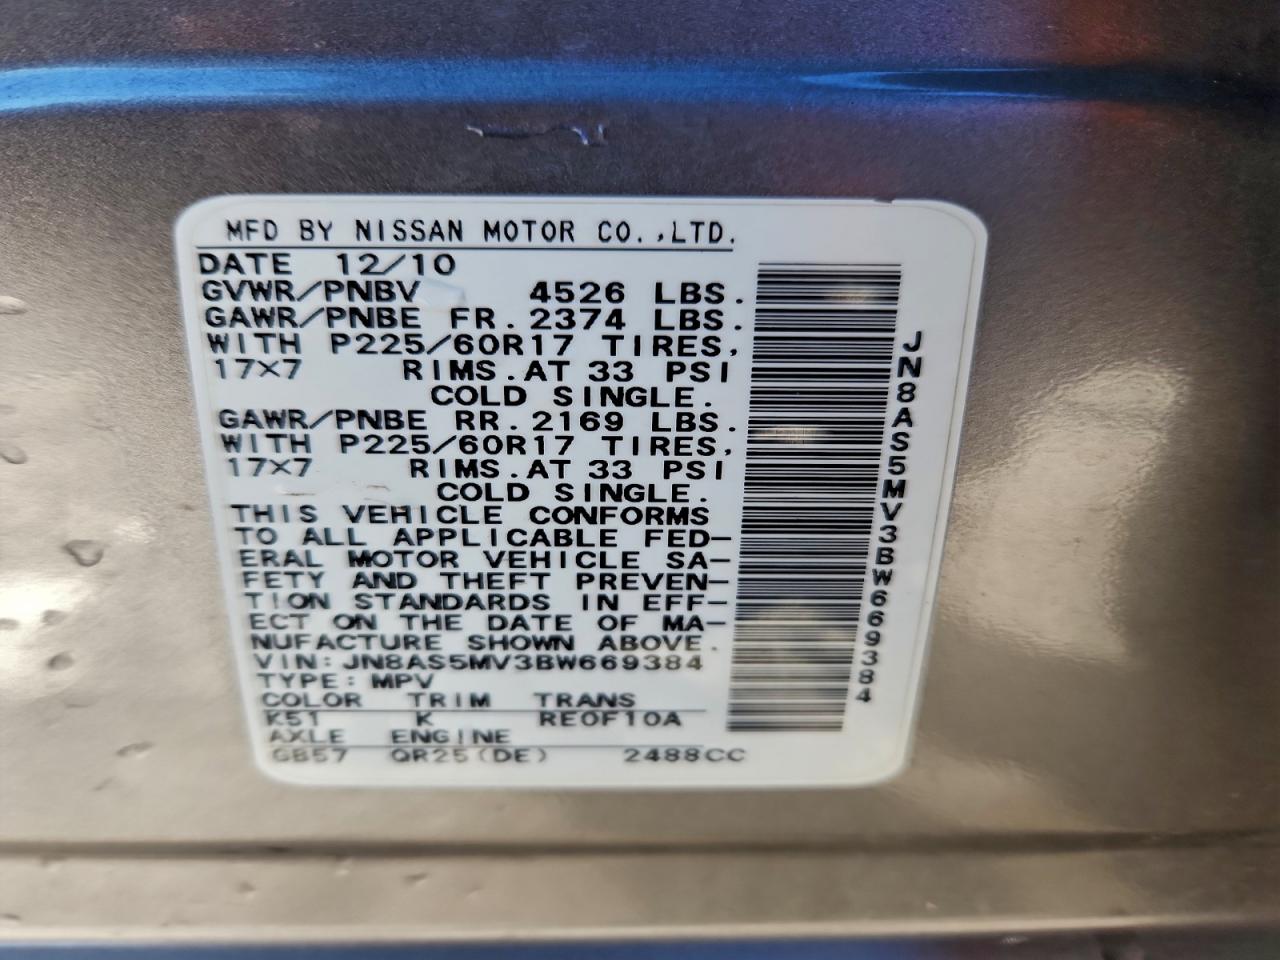 MFD BY NISSAN MOTOR CO.,LTD.
DATE 12/10
GVWR/PNBV 4526 LBS.
GAWR/PNBE FR. 2374 LBS.
WITH P225/60R17 TIRES,
17×7 RIMS. AT 33 PSI
COLD SINGLE.
GAWR/PNBE RR. 2169 LBS.
WITH P225/60R17 TIRES,
17×7 RIMS. AT 33 PSI
COLD SINGLE.
THIS VEHICLE CONFORMS
TO ALL APPLICABLE FED-
ERAL MOTOR VEHICLE SA-
FETY AND THEFT PREVEN-
TION STANDARDS IN EFF-
ECT ON THE DATE OF MA-
NUFACTURE SHOWN ABOVE.
VIN: JN8AS5MV3BW669384
TYPE: MPV
COLOR TRIM TRANS
K51 K RE0F10A
AXLE ENGINE
GB57 QR25(DE) 2488CC
JN8AS5MV3BW669384